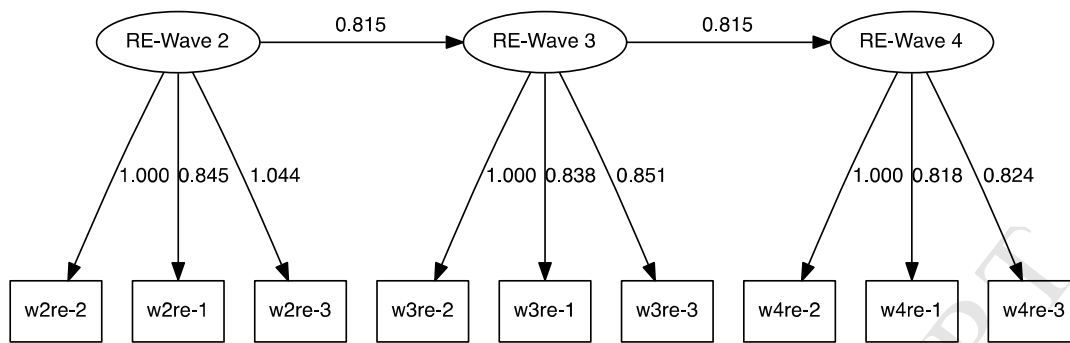 0.815 0.815
RE-Wave 2 RE-Wave 3 RE-Wave 4
1.000 0.845 1.044 1.000 0.838 0.851 1.000 0.818 0.824
w2re-2 w2re-1 w2re-3 w3re-2 w3re-1 w3re-3 w4re-2 w4re-1 w4re-3
PT